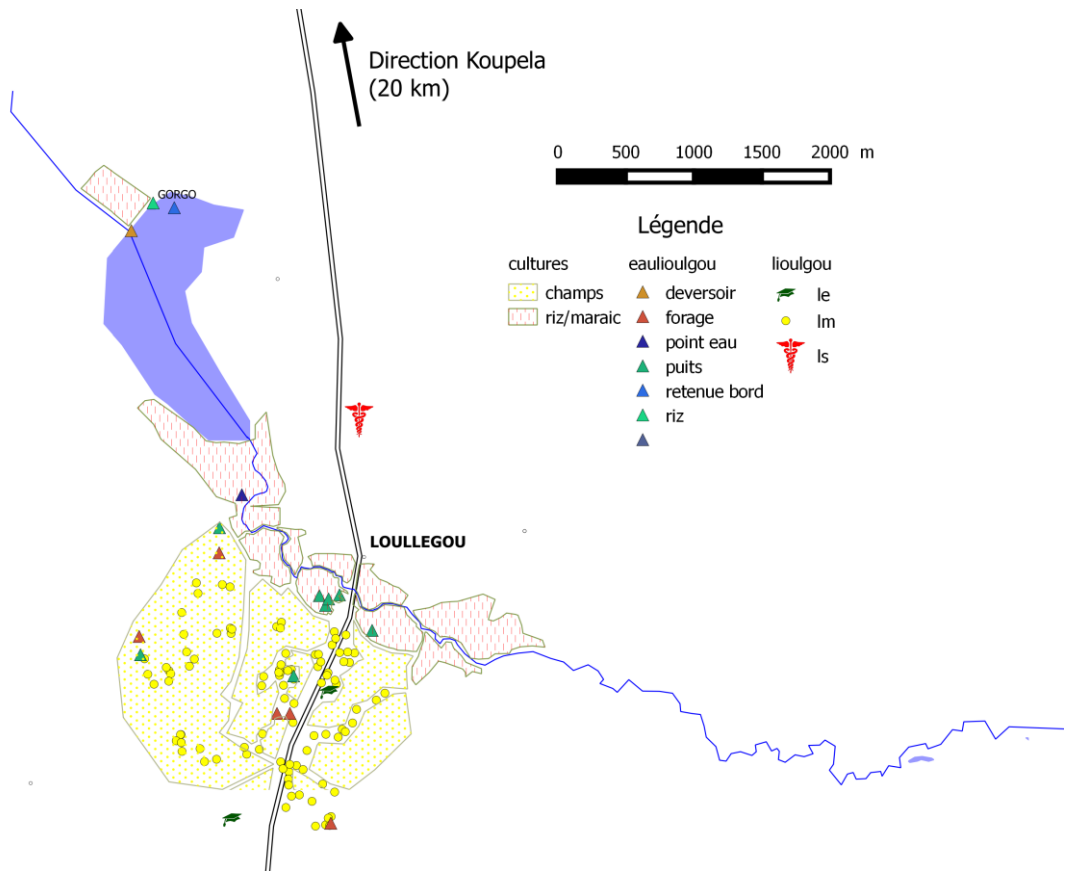 Direction Koupela
(20 km)
0 500 1000 1500 2000 m
GORGO
Légende
cultures
champs
riz/maraic
eaulioulgou
deversoir
forage
point eau
puits
retenue bord
riz
lioulgou
le
lm
ls
LOULLEGOU